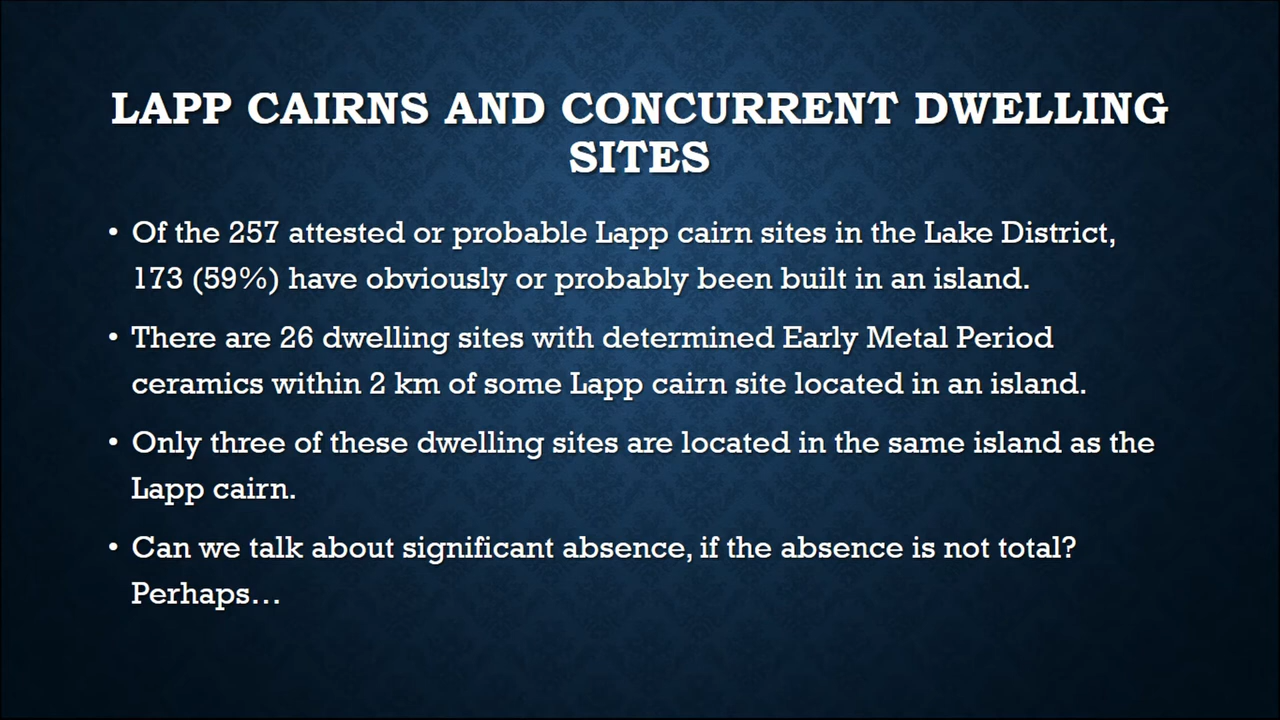 LAPP CAIRNS AND CONCURRENT DWELLING
SITES
• Of the 257 attested or probable Lapp cairn sites in the Lake District,
173 (59%) have obviously or probably been built in an island.
• There are 26 dwelling sites with determined Early Metal Period
ceramics within 2 km of some Lapp cairn site located in an island.
• Only three of these dwelling sites are located in the same island as the
Lapp cairn.
• Can we talk about significant absence, if the absence is not total?
Perhaps…